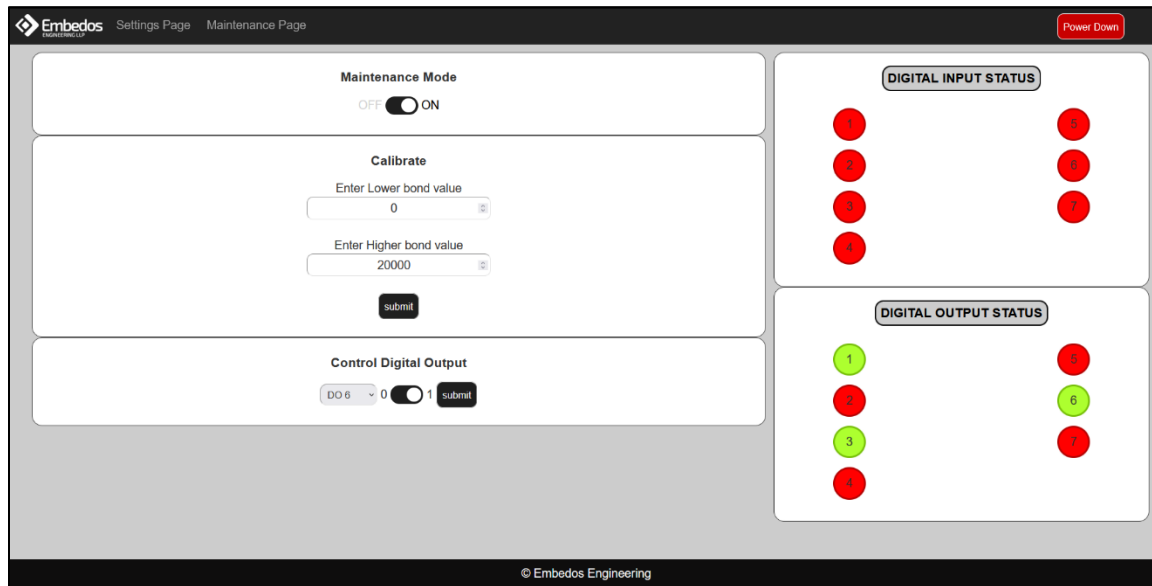 Embedos
ENGINEERING LLP
Settings Page
Maintenance Page
Power Down
Maintenance Mode
OFF ON
Calibrate
Enter Lower bond value
0
Enter Higher bond value
20000
submit
Control Digital Output
DO 6 0 1 submit
DIGITAL INPUT STATUS
1 5
2 6
3 7
4
DIGITAL OUTPUT STATUS
1 5
2 6
3 7
4
© Embedos Engineering